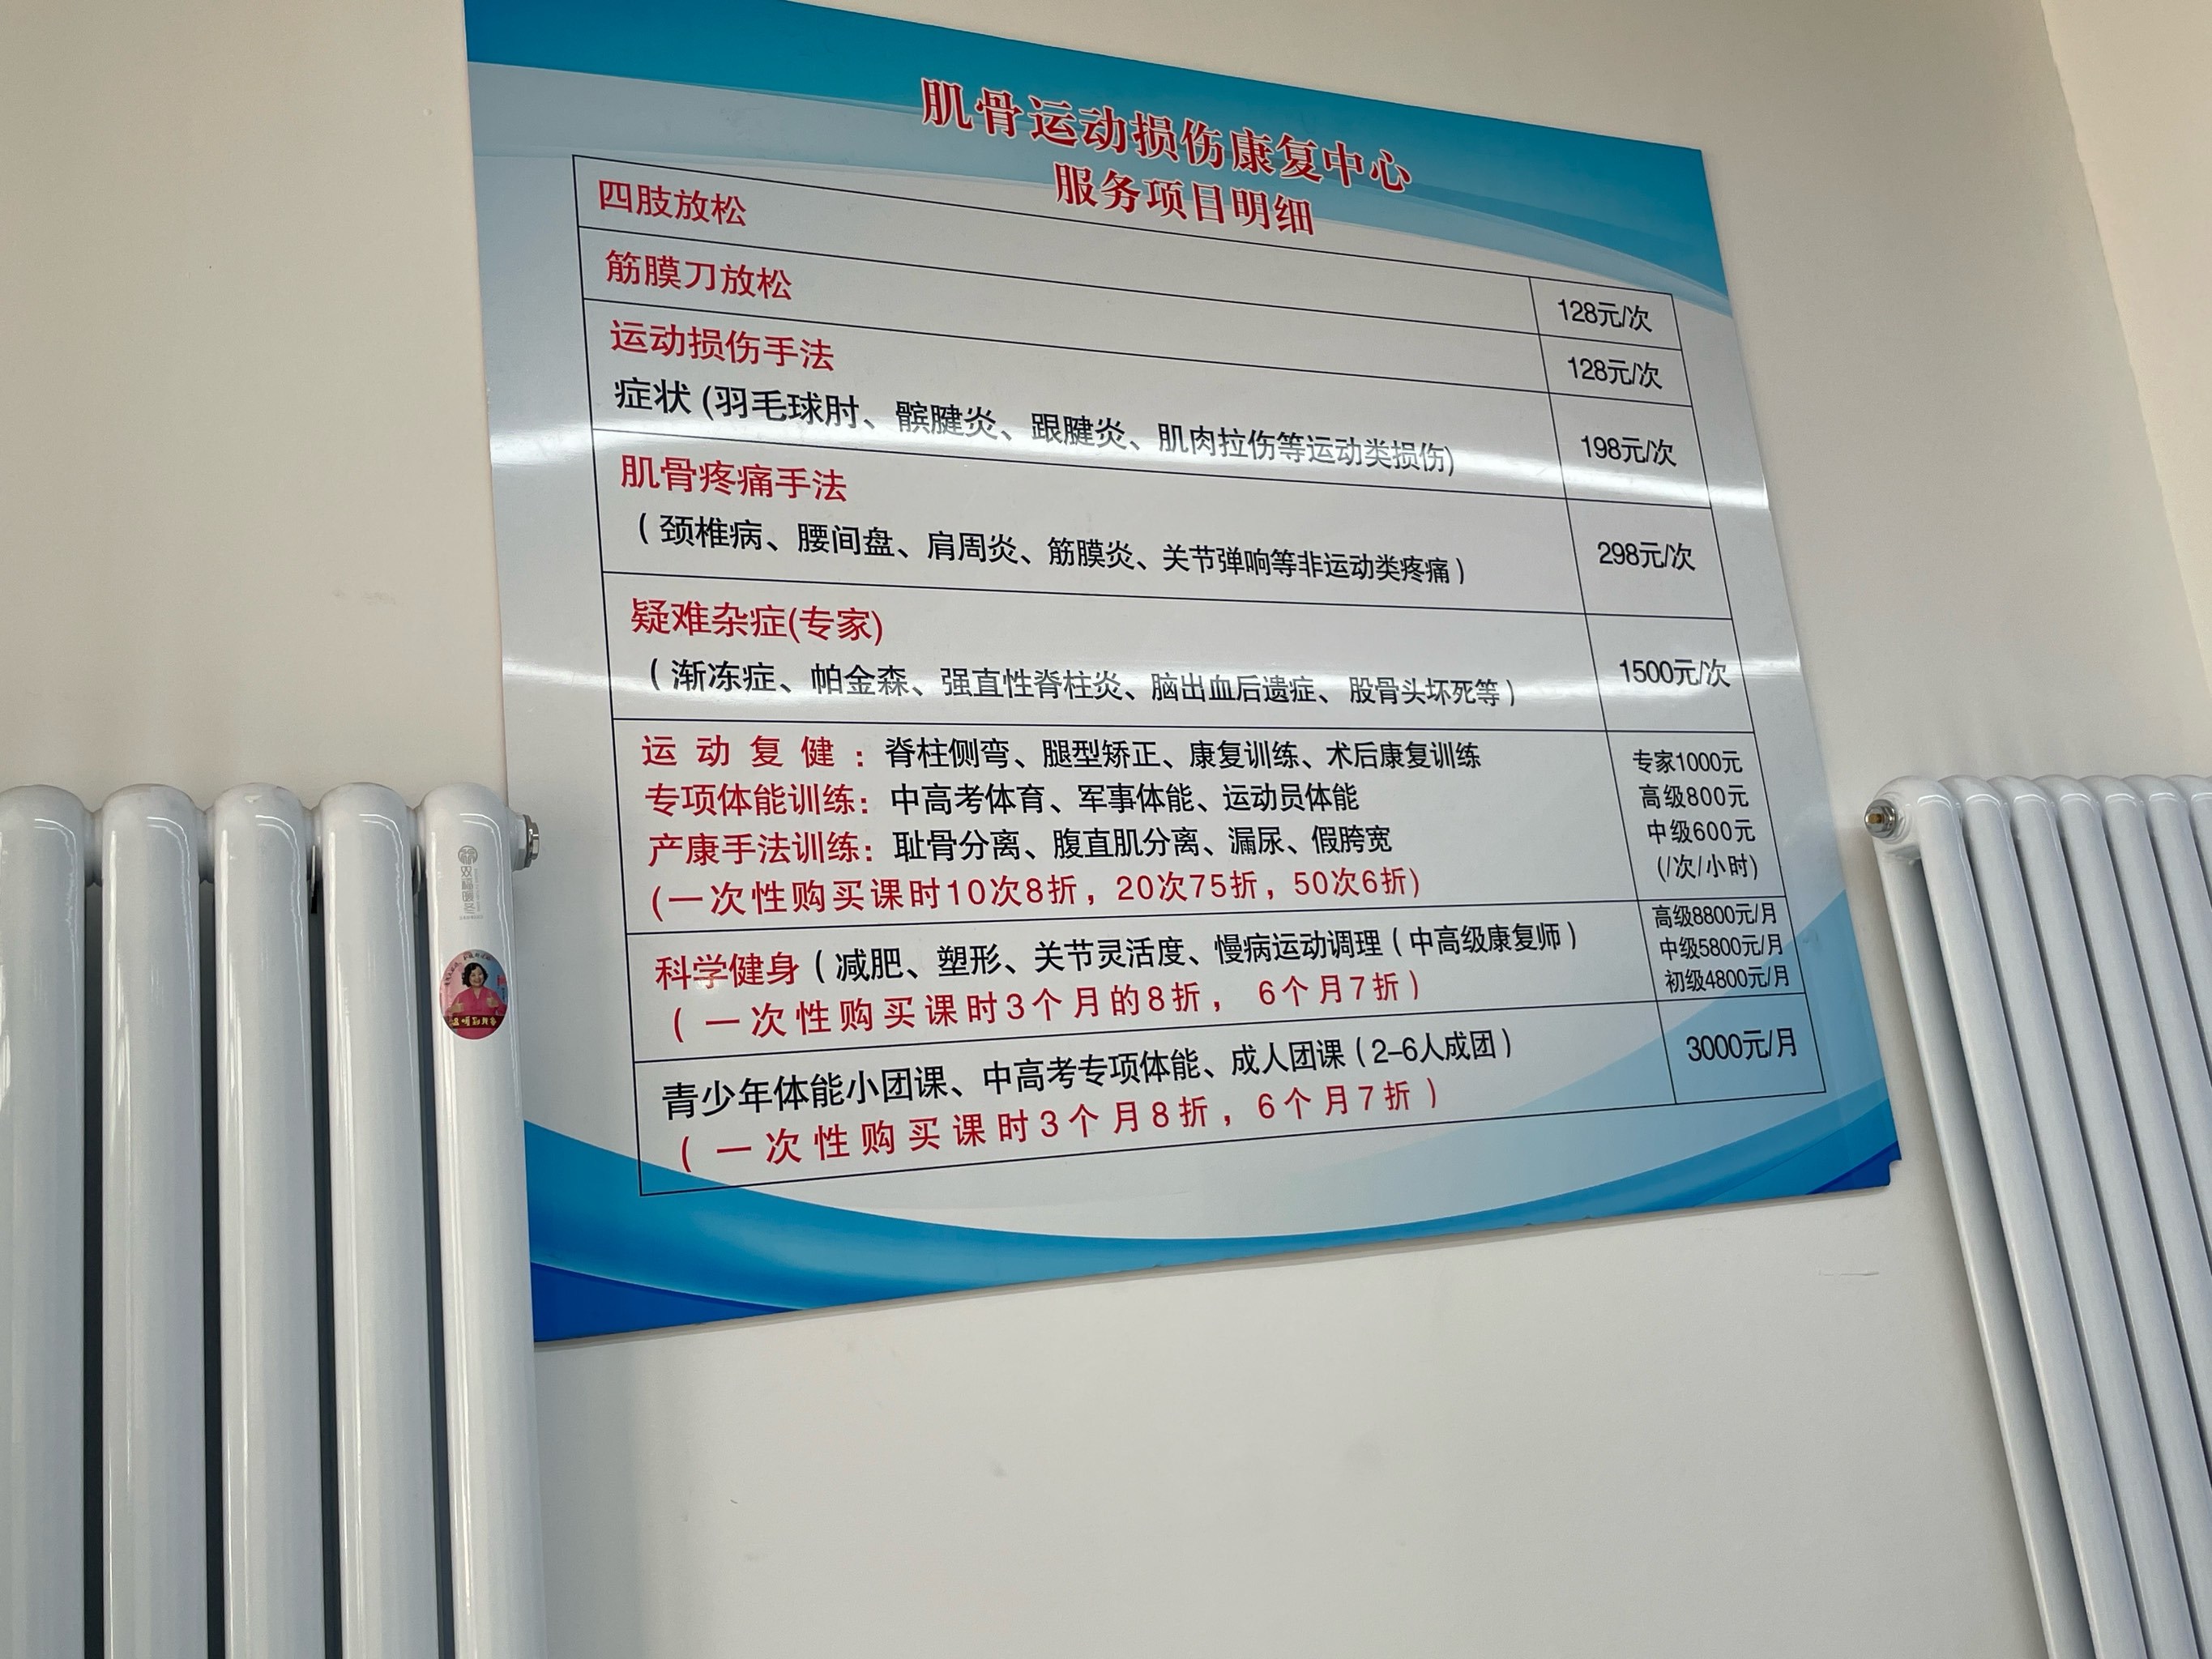 肌骨运动损伤康复中心
服务项目明细
四肢放松
128元/次
筋膜刀放松
128元/次
运动损伤手法
症状(羽毛球肘、髌腱炎、跟腱炎、肌肉拉伤等运动类损伤)
198元/次
肌骨疼痛手法
(颈椎病、腰间盘、肩周炎、筋膜炎、关节弹响等非运动类疼痛)
298元/次
疑难杂症(专家)
(渐冻症、帕金森、强直性脊柱炎、脑出血后遗症、股骨头坏死等)
1500元/次
运动复健：脊柱侧弯、腿型矫正、康复训练、术后康复训练
专项体能训练：中高考体育、军事体能、运动员体能
产康手法训练：耻骨分离、腹直肌分离、漏尿、假胯宽
(一次性购买课时10次8折，20次75折，50次6折)
专家1000元
高级800元
中级600元
(/次/小时)
科学健身(减肥、塑形、关节灵活度、慢病运动调理(中高级康复师)
(一次性购买课时3个月的8折，6个月7折)
高级8800元/月
中级5800元/月
初级4800元/月
青少年体能小团课、中高考专项体能、成人团课(2-6人成团)
(一次性购买课时3个月8折，6个月7折)
3000元/月
双福暖冬